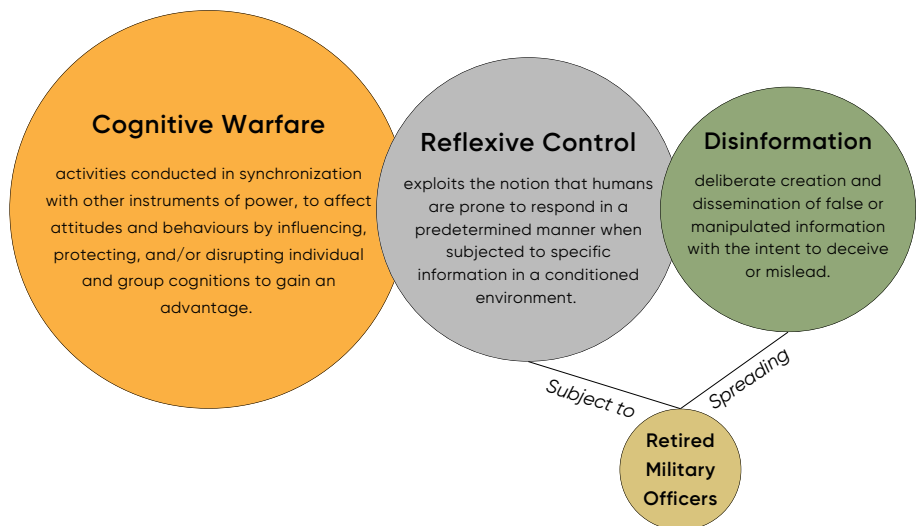 Cognitive Warfare
activities conducted in synchronization
with other instruments of power, to affect
attitudes and behaviours by influencing,
protecting, and/or disrupting individual
and group cognitions to gain an
advantage.
Reflexive Control
exploits the notion that humans
are prone to respond in a
predetermined manner when
subjected to specific
information in a conditioned
environment.
Disinformation
deliberate creation and
dissemination of false or
manipulated information
with the intent to deceive
or mislead.
Subject to
Spreading
Retired
Military
Officers